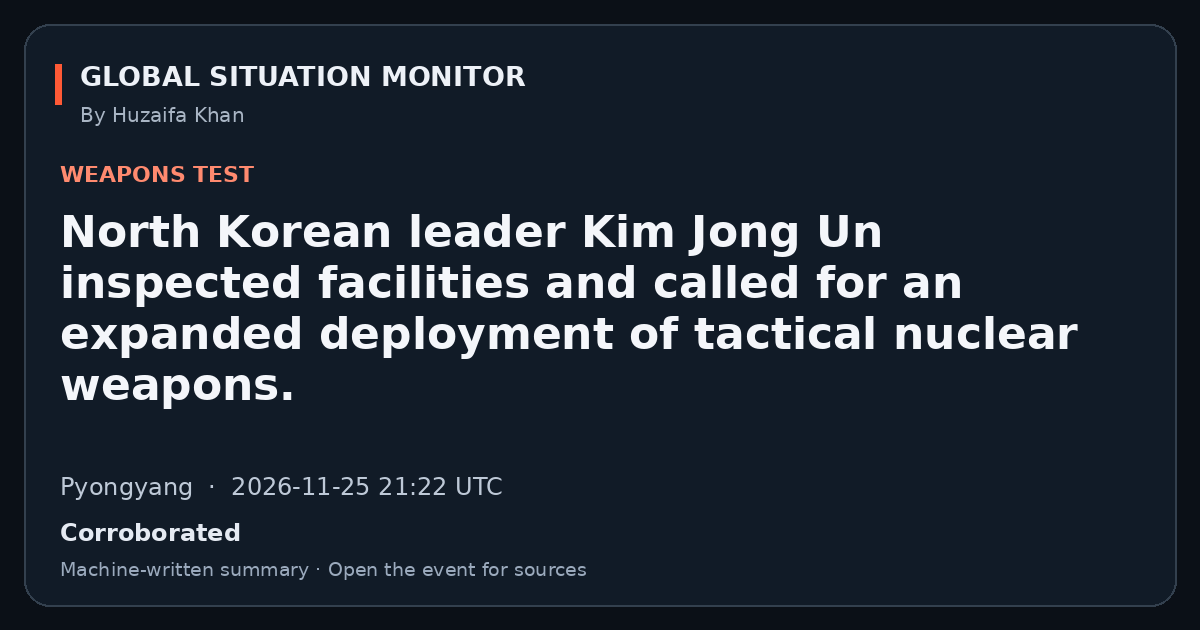 GLOBAL SITUATION MONITOR
By Huzaifa Khan
WEAPONS TEST
North Korean leader Kim Jong Un
inspected facilities and called for an
expanded deployment of tactical nuclear
weapons.
Pyongyang · 2026-11-25 21:22 UTC
Corroborated
Machine-written summary · Open the event for sources